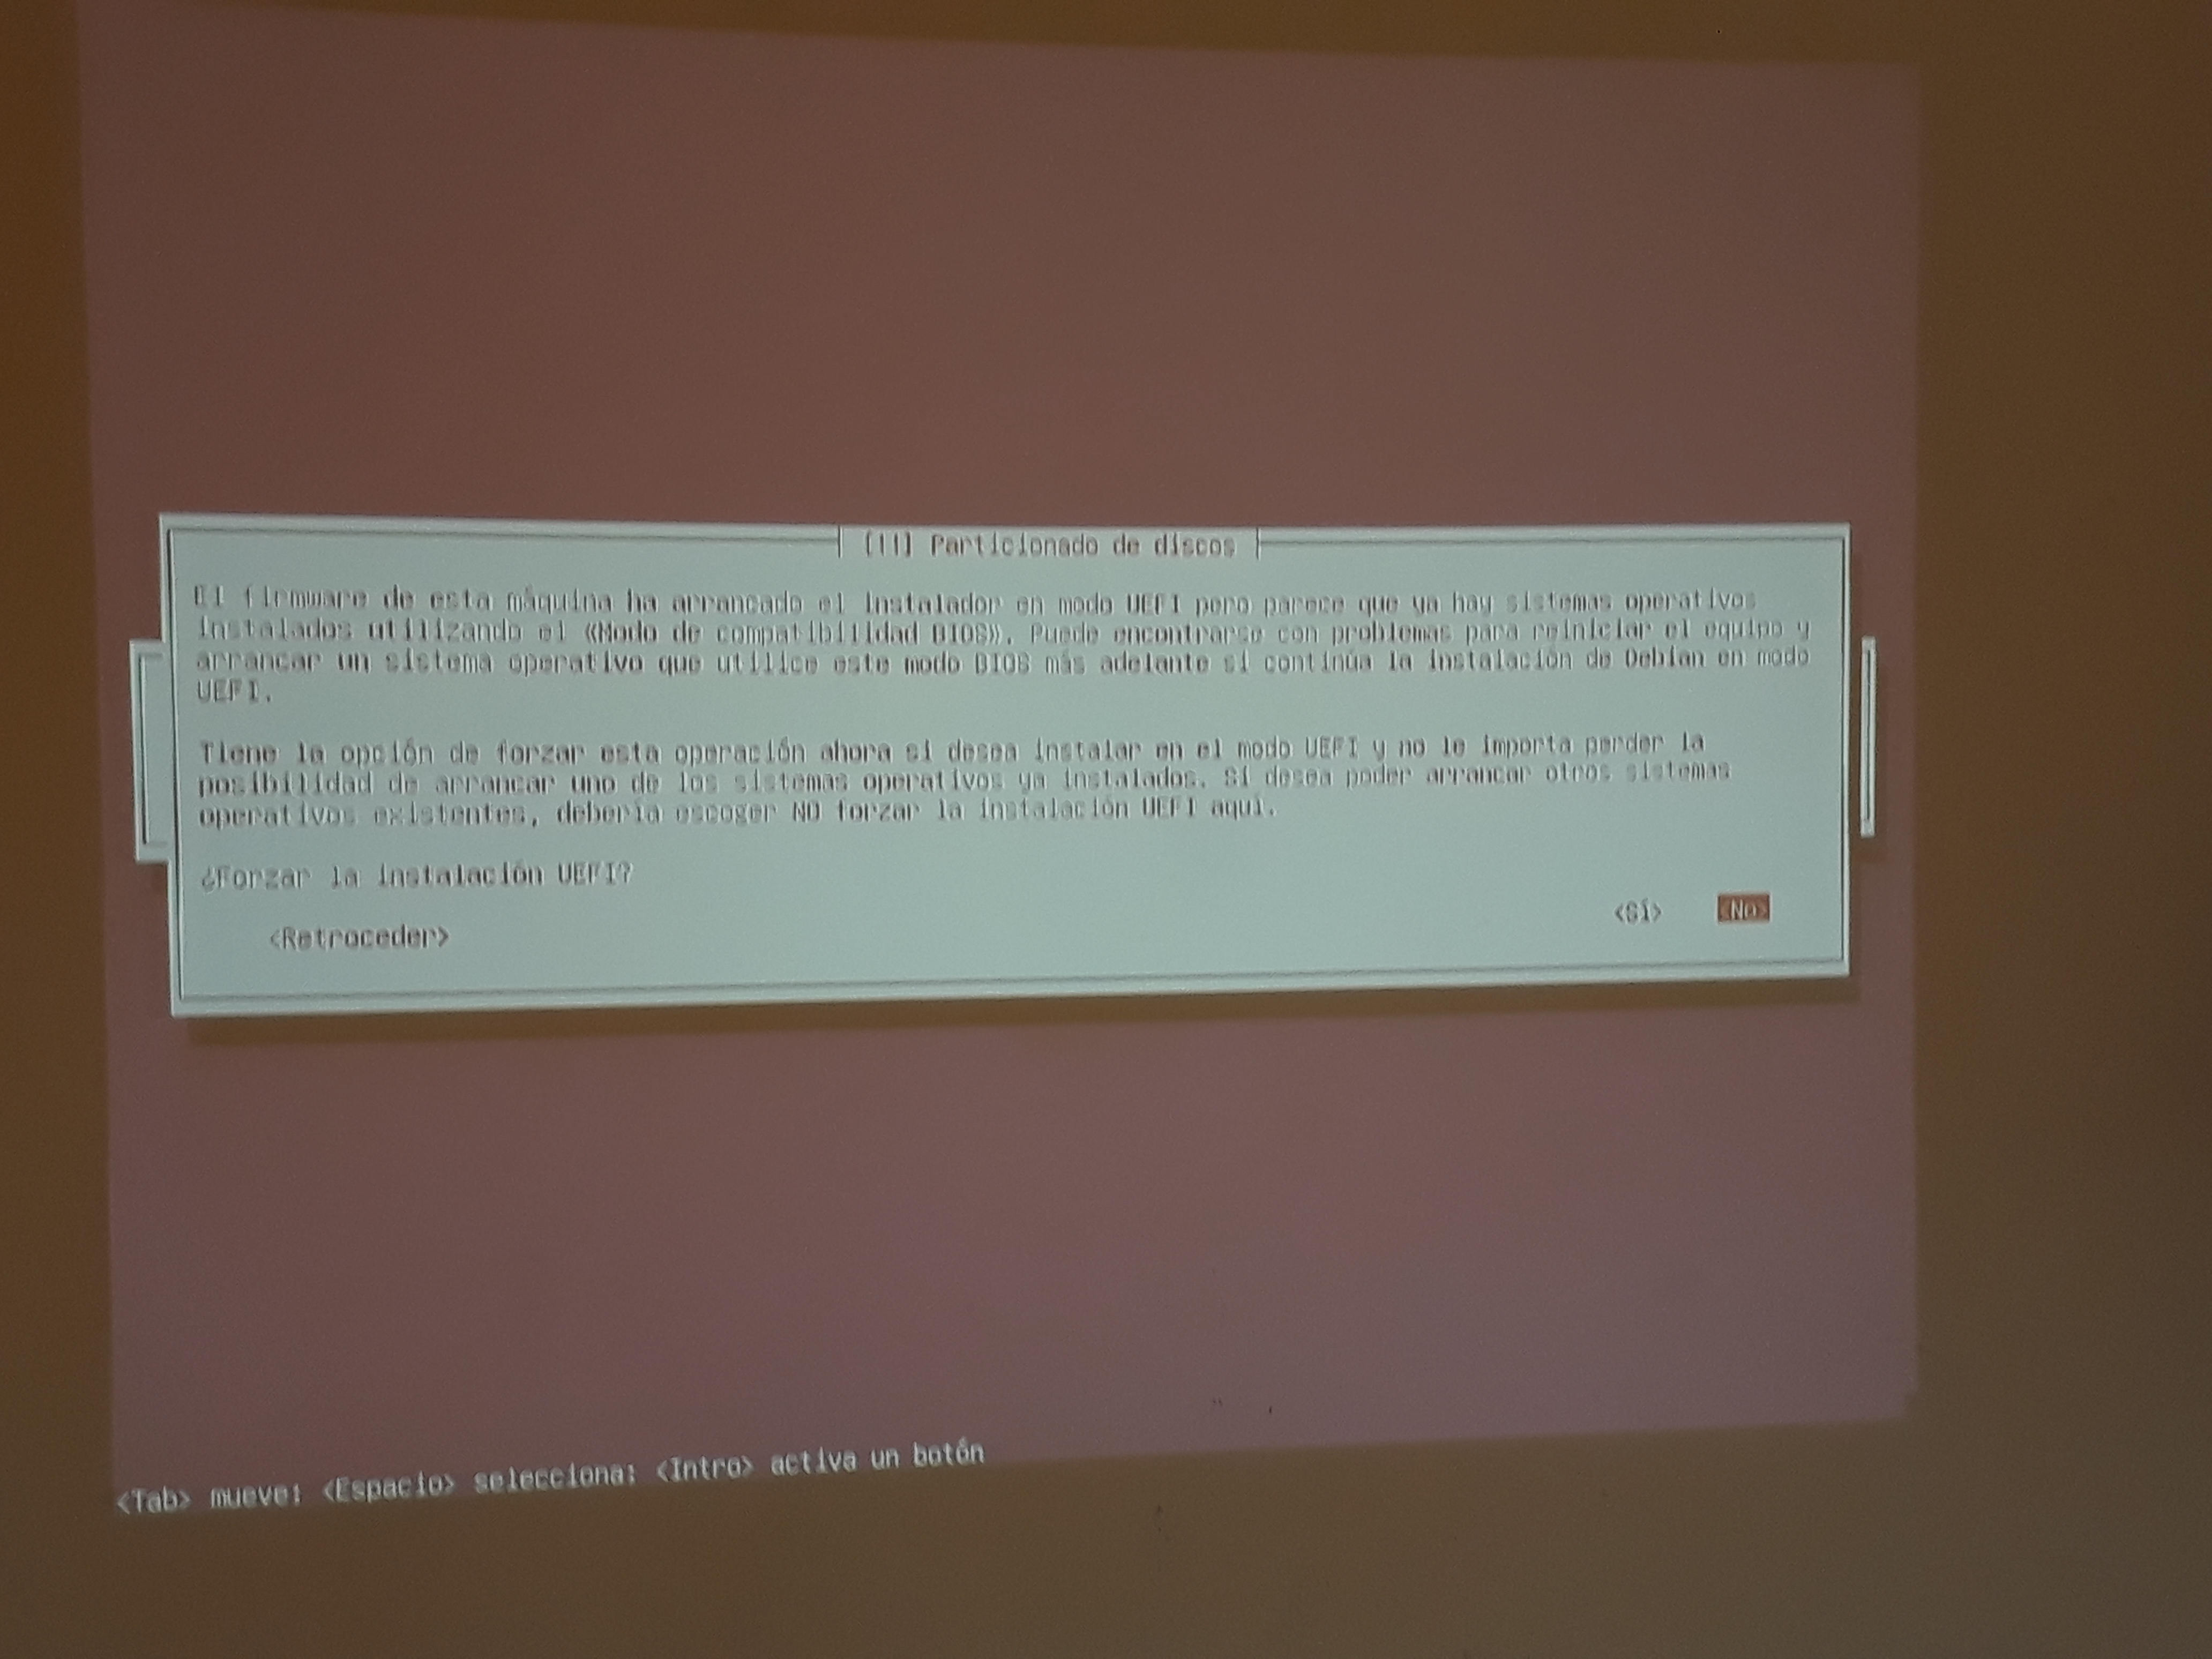 [!!] Particionado de discos
El firmware de esta máquina ha arrancado el instalador en modo UEFI pero parece que ya hay sistemas operativos
instalados utilizando el «Modo de compatibilidad BIOS». Puede encontrarse con problemas para reiniciar el equipo y
arrancar un sistema operativo que utilice este modo BIOS más adelante si continúa la instalación de Debian en modo
UEFI.
Tiene la opción de forzar esta operación ahora si desea instalar en el modo UEFI y no le importa perder la
posibilidad de arrancar uno de los sistemas operativos ya instalados. Si desea poder arrancar otros sistemas
operativos existentes, debería escoger NO forzar la instalación UEFI aquí.
¿Forzar la instalación UEFI?
<Sí> <No>
<Retroceder>
<Tab> mueve; <Espacio> selecciona; <Intro> activa un botón